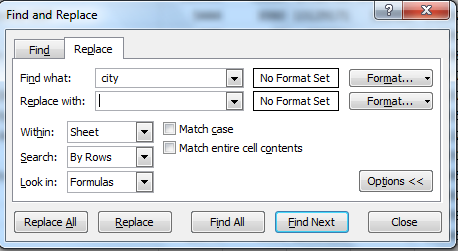 Find and Replace
Find Replace
Find what: city No Format Set Format...
Replace with: No Format Set Format...
Within: Sheet Match case
Search: By Rows Match entire cell contents
Look in: Formulas Options <<
Replace All Replace Find All Find Next Close